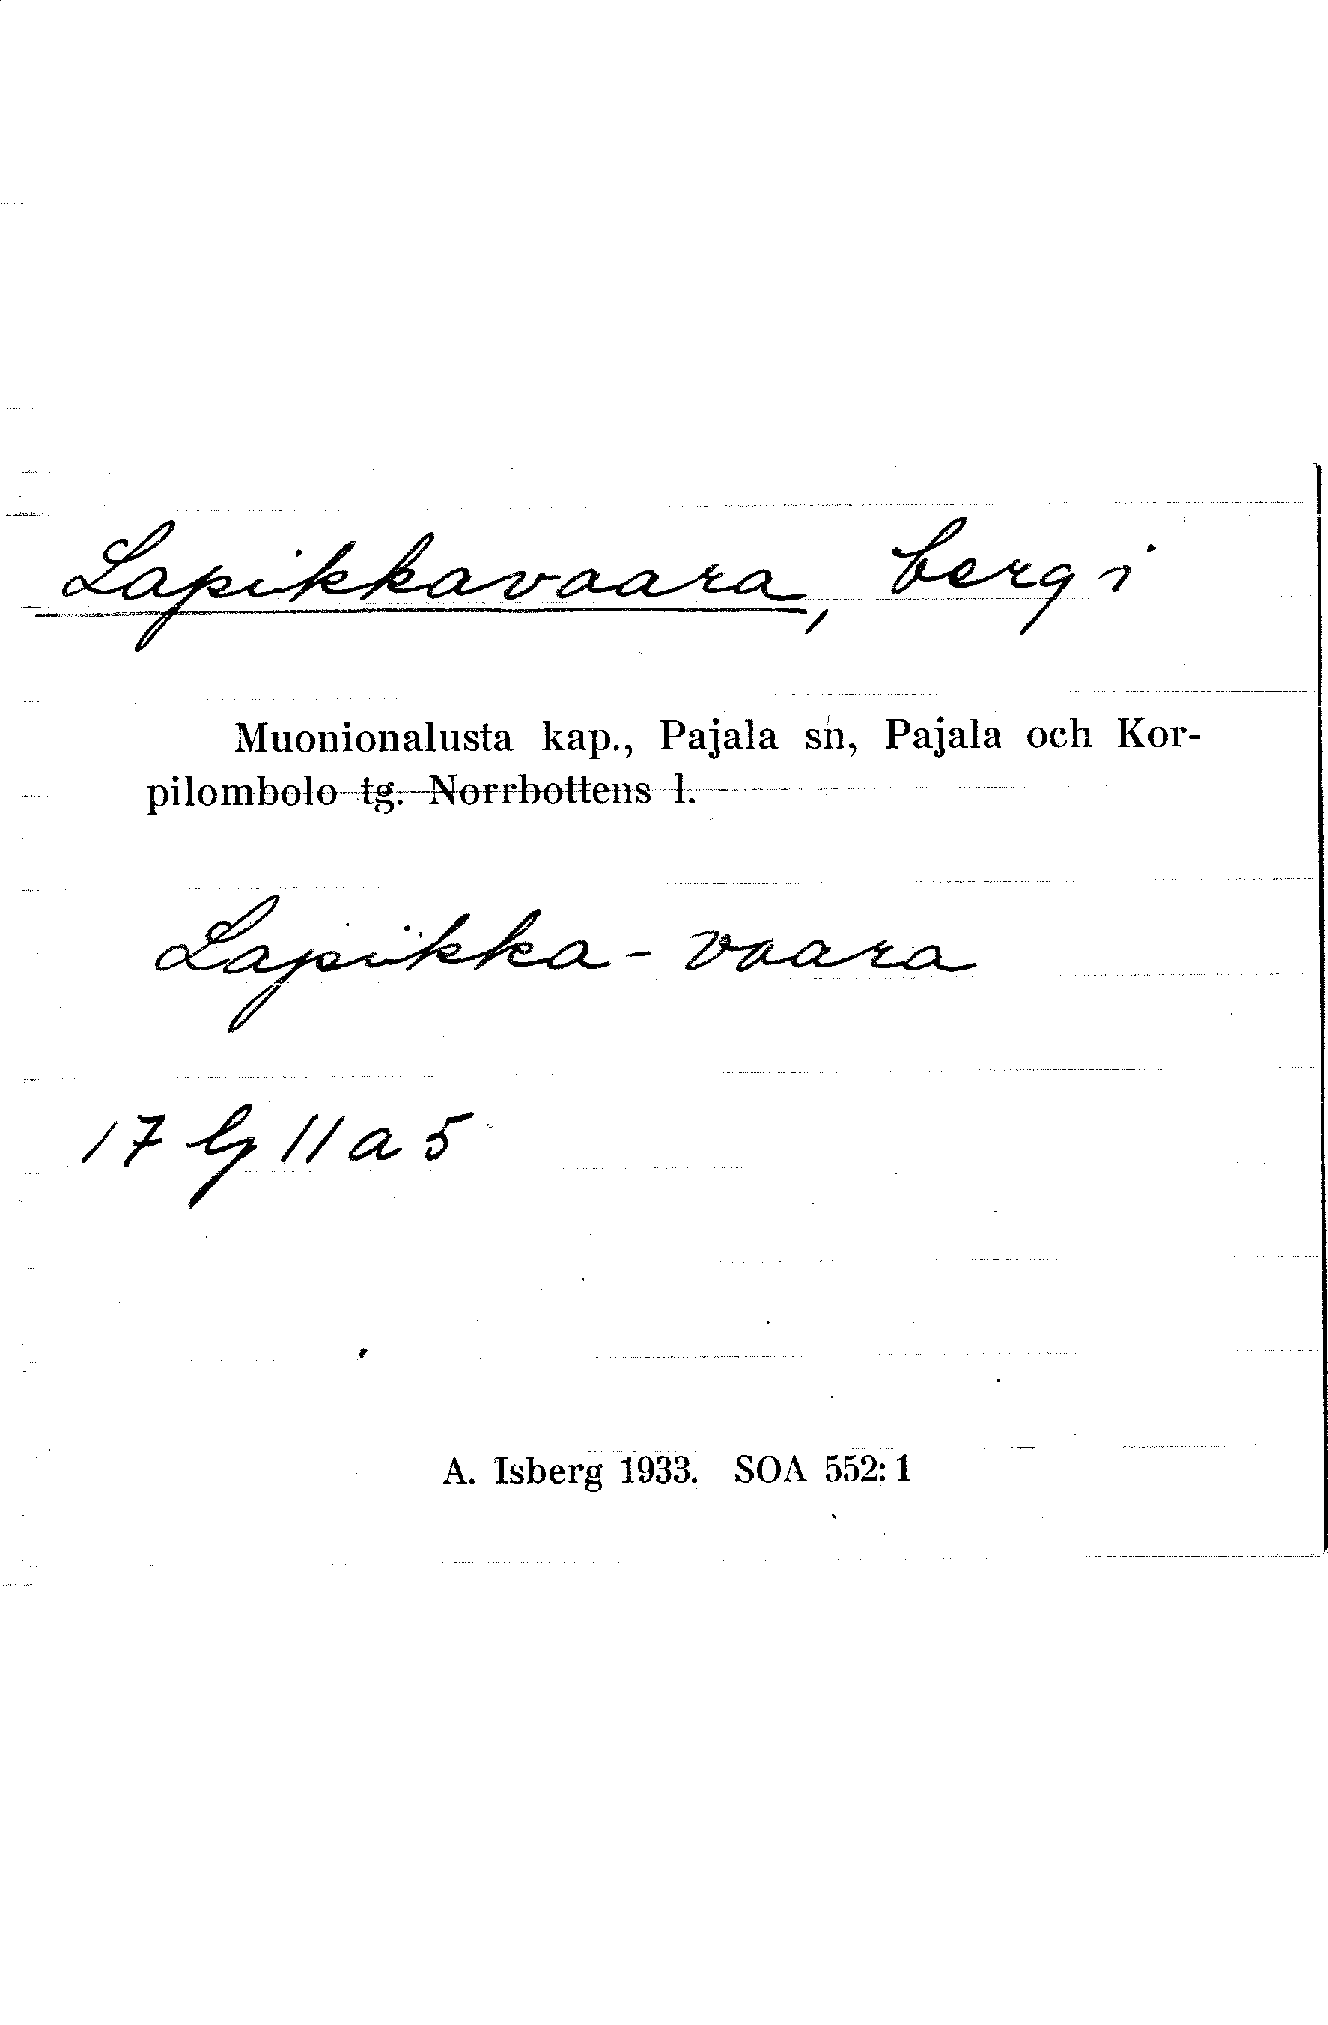 Lapikkavaara, berg i
Muonionalusta kap., Pajala sn, Pajala och Kor-
pilombolo tg. Norrbottens l.
Lapikka-vaara
17 lj 11 a 5
A. Isberg 1933. SOA 552:1